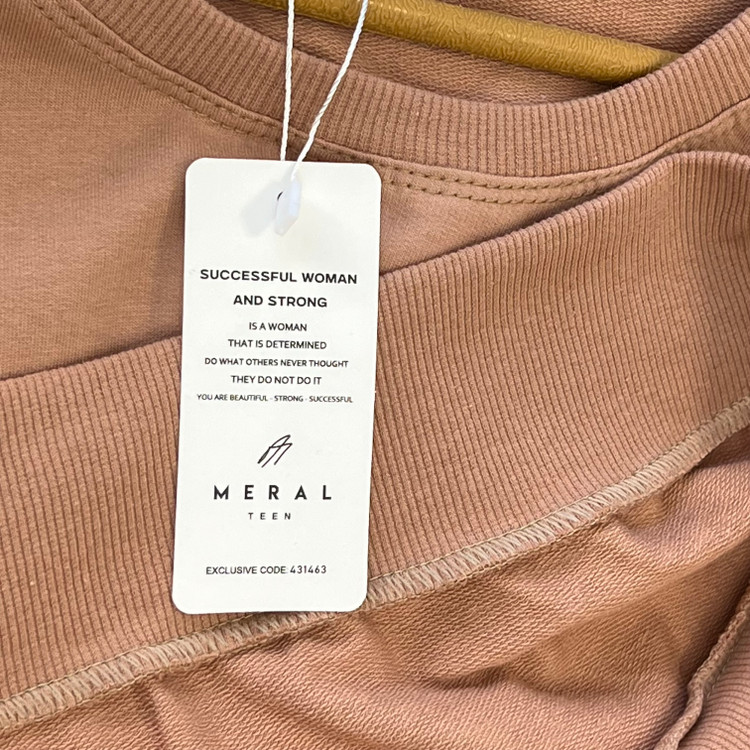 SUCCESSFUL WOMAN
AND STRONG
IS A WOMAN
THAT IS DETERMINED
DO WHAT OTHERS NEVER THOUGHT
THEY DO NOT DO IT
YOU ARE BEAUTIFUL - STRONG - SUCCESSFUL
MERAL
TEEN
EXCLUSIVE CODE: 431463